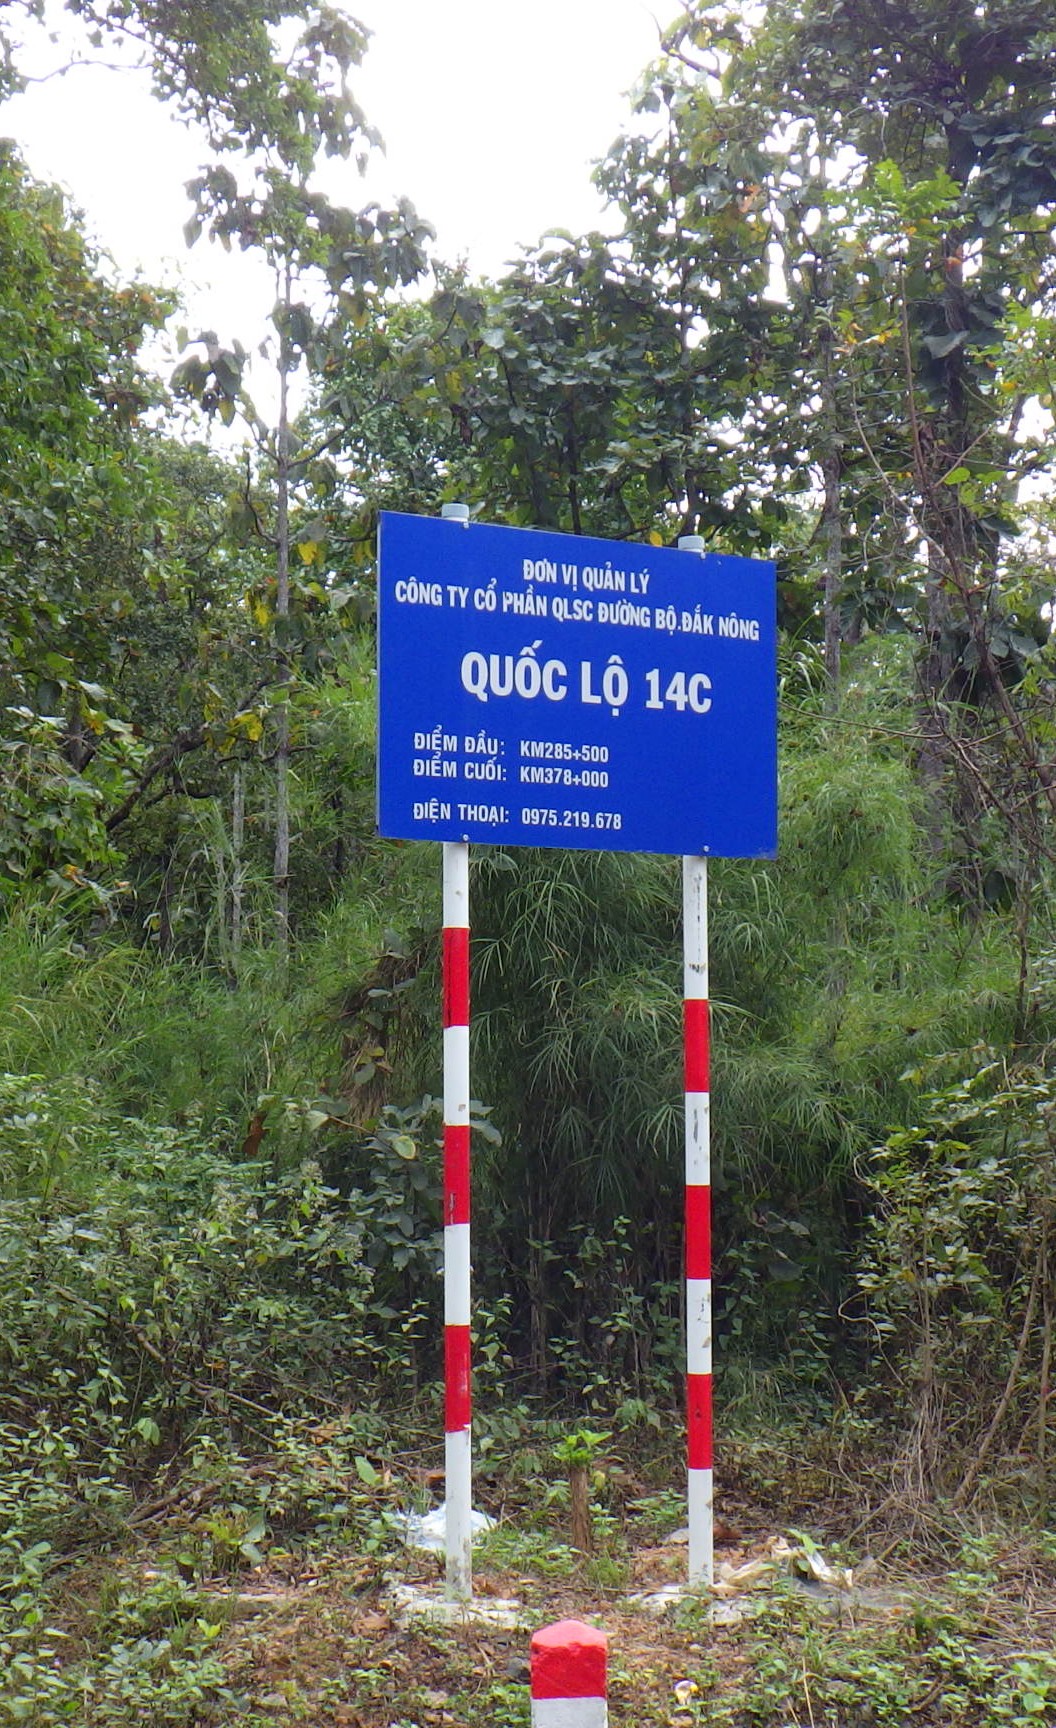 ĐƠN VỊ QUẢN LÝ
CÔNG TY CỔ PHẦN QLSC ĐƯỜNG BỘ.ĐẮK NÔNG
QUỐC LỘ 14C
ĐIỂM ĐẦU: KM285+500
ĐIỂM CUỐI: KM378+000
ĐIỆN THOẠI: 0975.219.678